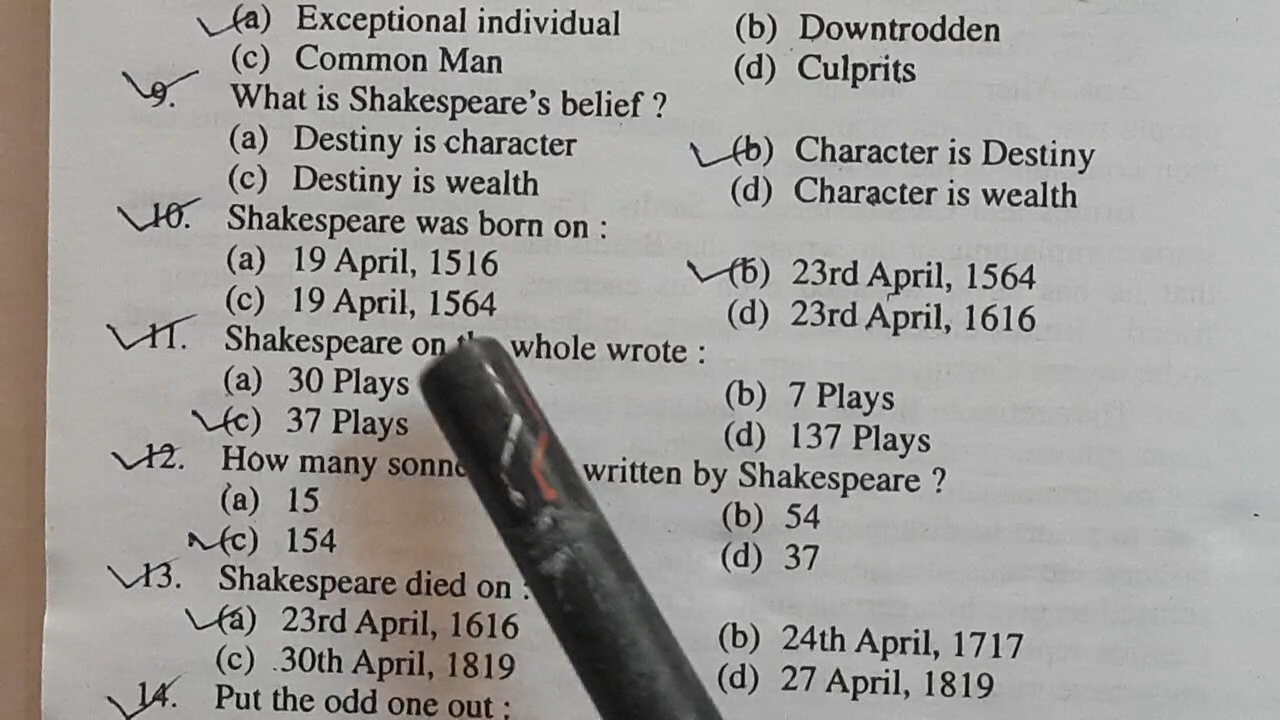 (a) Exceptional individual (b) Downtrodden
(c) Common Man (d) Culprits
9. What is Shakespeare's belief ?
(a) Destiny is character (b) Character is Destiny
(c) Destiny is wealth (d) Character is wealth
10. Shakespeare was born on :
(a) 19 April, 1516 (b) 23rd April, 1564
(c) 19 April, 1564 (d) 23rd April, 1616
11. Shakespeare on whole wrote :
(a) 30 Plays (b) 7 Plays
(c) 37 Plays (d) 137 Plays
12. How many written by Shakespeare ?
(a) 15 (b) 54
(c) 154 (d) 37
13. Shakespeare died on :
(a) 23rd April, 1616 (b) 24th April, 1717
(c) 30th April, 1819 (d) 27 April, 1819
14. Put the odd one out :